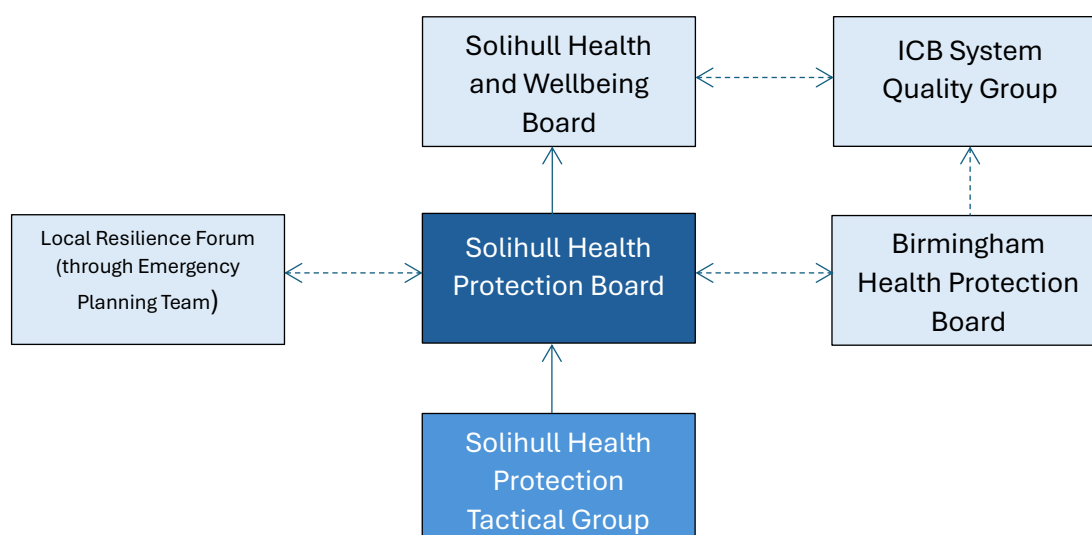 Solihull Health
and Wellbeing
Board
ICB System
Quality Group
Local Resilience Forum
(through Emergency
Planning Team)
Solihull Health
Protection Board
Birmingham
Health Protection
Board
Solihull Health
Protection
Tactical Group